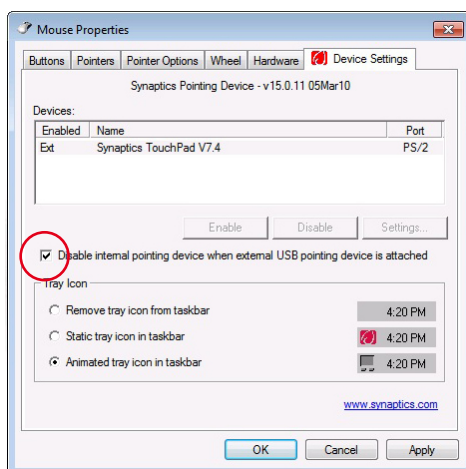 Mouse Properties
Buttons Pointers Pointer Options Wheel Hardware Device Settings
Synaptics Pointing Device - v15.0.11 05Mar10
Devices:
Enabled Name Port
Ext Synaptics TouchPad V7.4 PS/2
Enable Disable Settings...
Disable internal pointing device when external USB pointing device is attached
Tray Icon
Remove tray icon from taskbar 4:20 PM
Static tray icon in taskbar 4:20 PM
Animated tray icon in taskbar 4:20 PM
www.synaptics.com
OK Cancel Apply